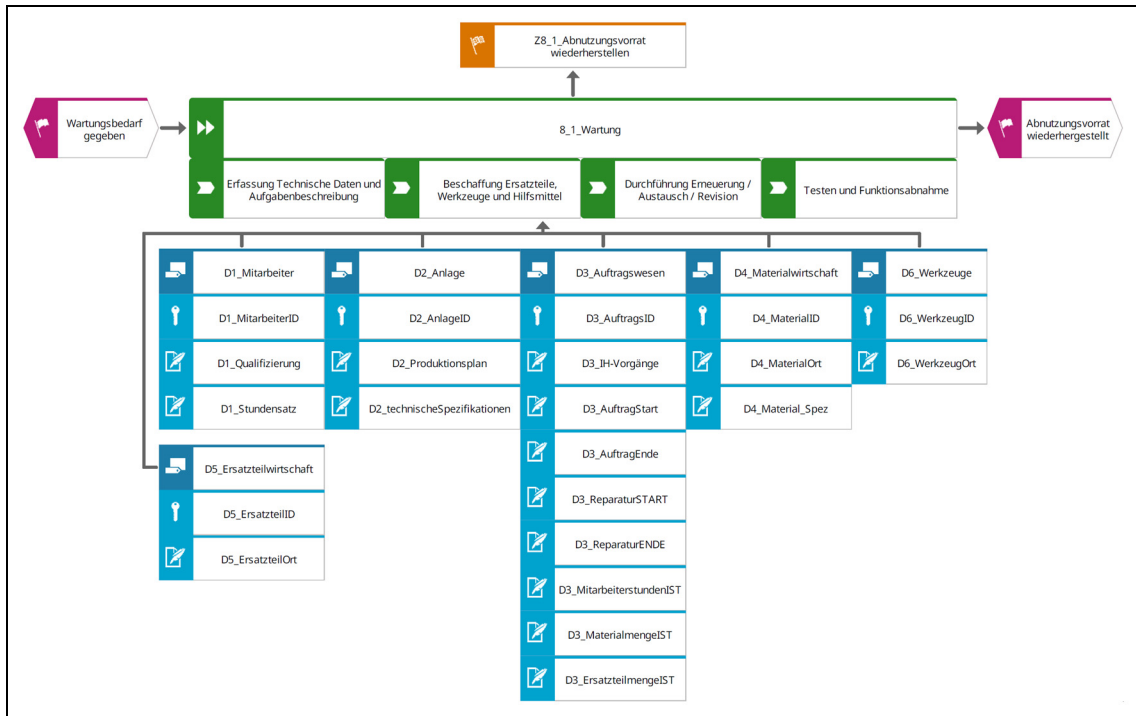 Z8_1_Abnutzungsvorrat
wiederherstellen
Wartungsbedarf
gegeben
8_1_Wartung
Abnutzungsvorrat
wiederhergestellt
Erfassung Technische Daten und
Aufgabenbeschreibung
Beschaffung Ersatzteile,
Werkzeuge und Hilfsmittel
Durchführung Erneuerung /
Austausch / Revision
Testen und Funktionsabnahme
D1_Mitarbeiter
D2_Anlage
D3_Auftragswesen
D4_Materialwirtschaft
D6_Werkzeuge
D1_MitarbeiterID
D2_AnlageID
D3_AuftragsID
D4_MaterialID
D6_WerkzeugID
D1_Qualifizierung
D2_Produktionsplan
D3_IH-Vorgänge
D4_MaterialOrt
D6_WerkzeugOrt
D1_Stundensatz
D2_technischeSpezifikationen
D3_AuftragStart
D4_Material_Spez
D3_AuftragEnde
D5_Ersatzteilwirtschaft
D3_ReparaturSTART
D5_ErsatzteilID
D3_ReparaturENDE
D5_ErsatzteilOrt
D3_MitarbeiterstundenIST
D3_MaterialmengeIST
D3_ErsatzteilmengeIST